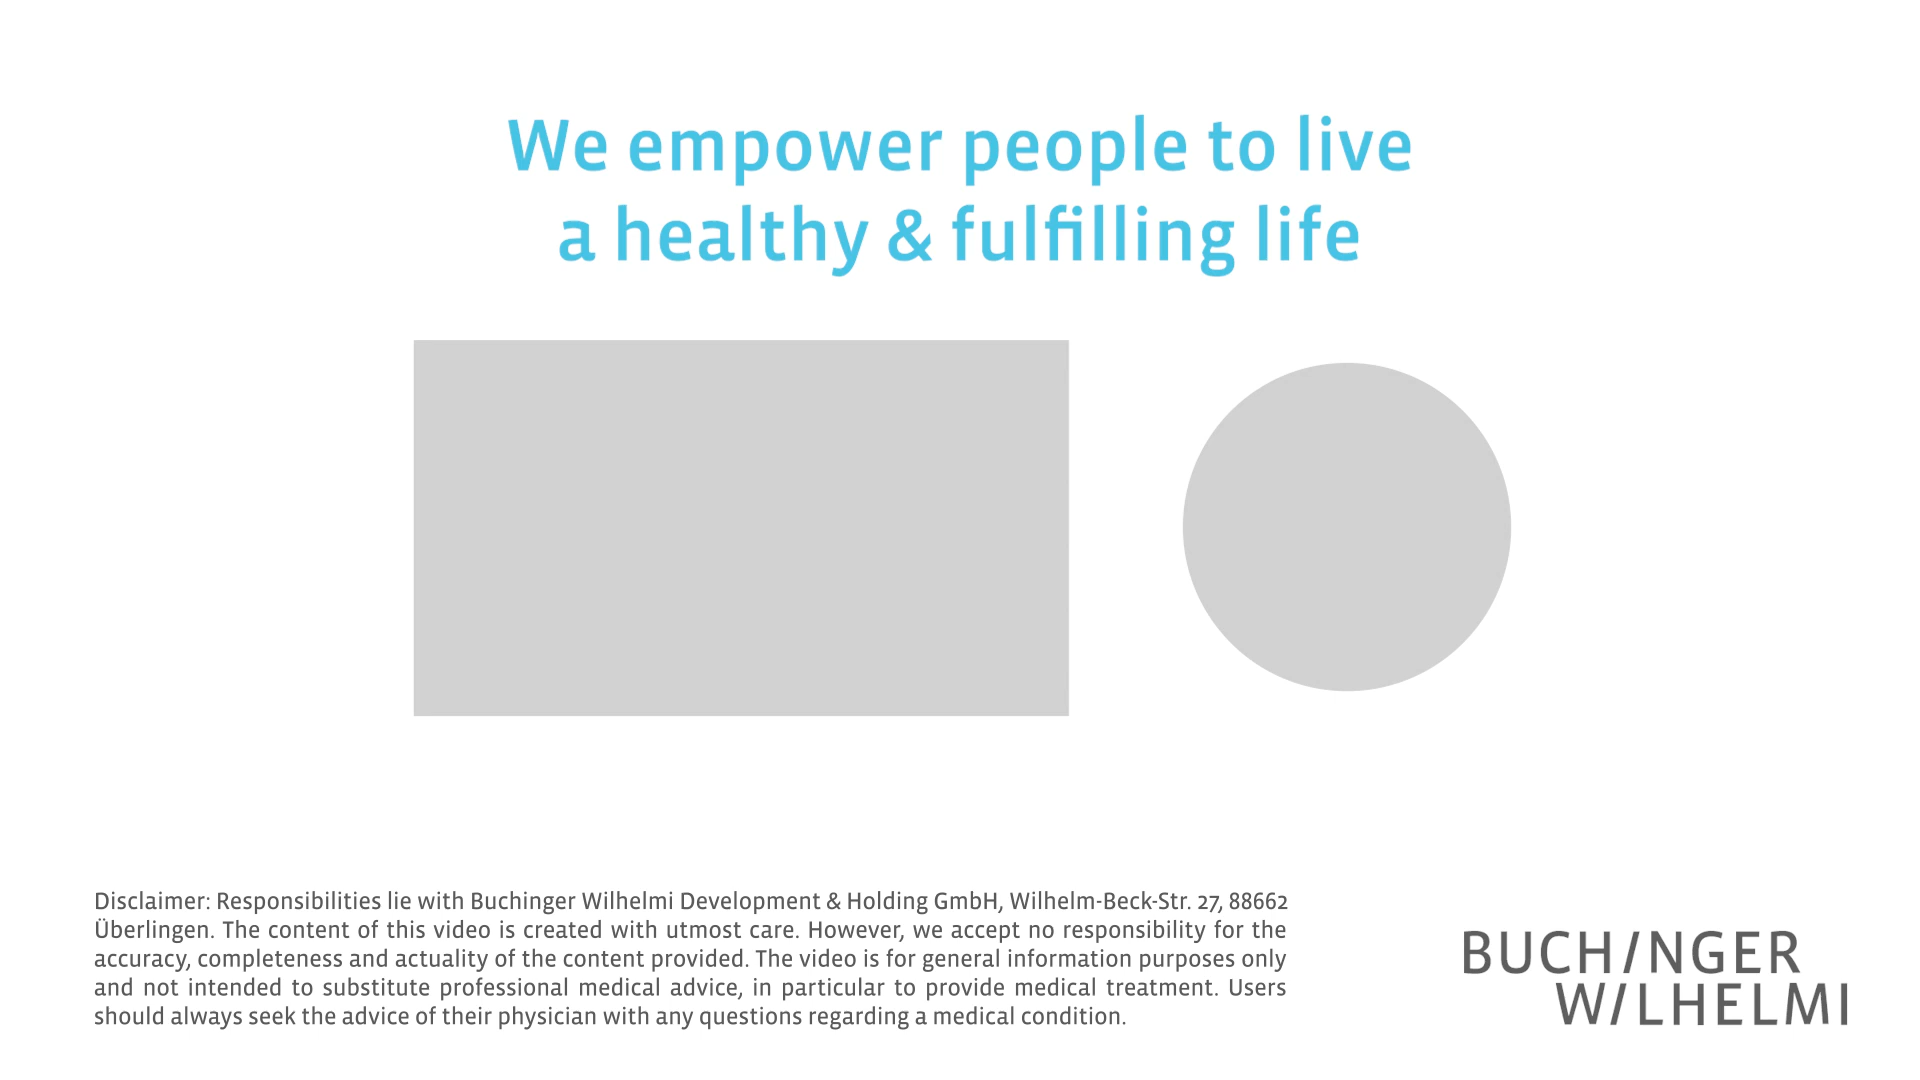 We empower people to live
a healthy & fulfilling life
Disclaimer: Responsibilities lie with Buchinger Wilhelmi Development & Holding GmbH, Wilhelm-Beck-Str. 27, 88662
Überlingen. The content of this video is created with utmost care. However, we accept no responsibility for the
accuracy, completeness and actuality of the content provided. The video is for general information purposes only
and not intended to substitute professional medical advice, in particular to provide medical treatment. Users
should always seek the advice of their physician with any questions regarding a medical condition.
BUCHINGER
WILHELMI